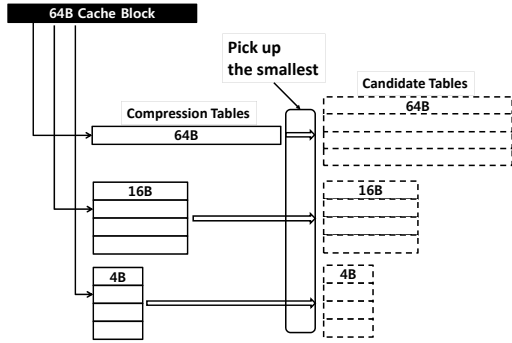 64B Cache Block
Pick up
the smallest
Candidate Tables
64B
Compression Tables
64B
16B
16B
4B
4B